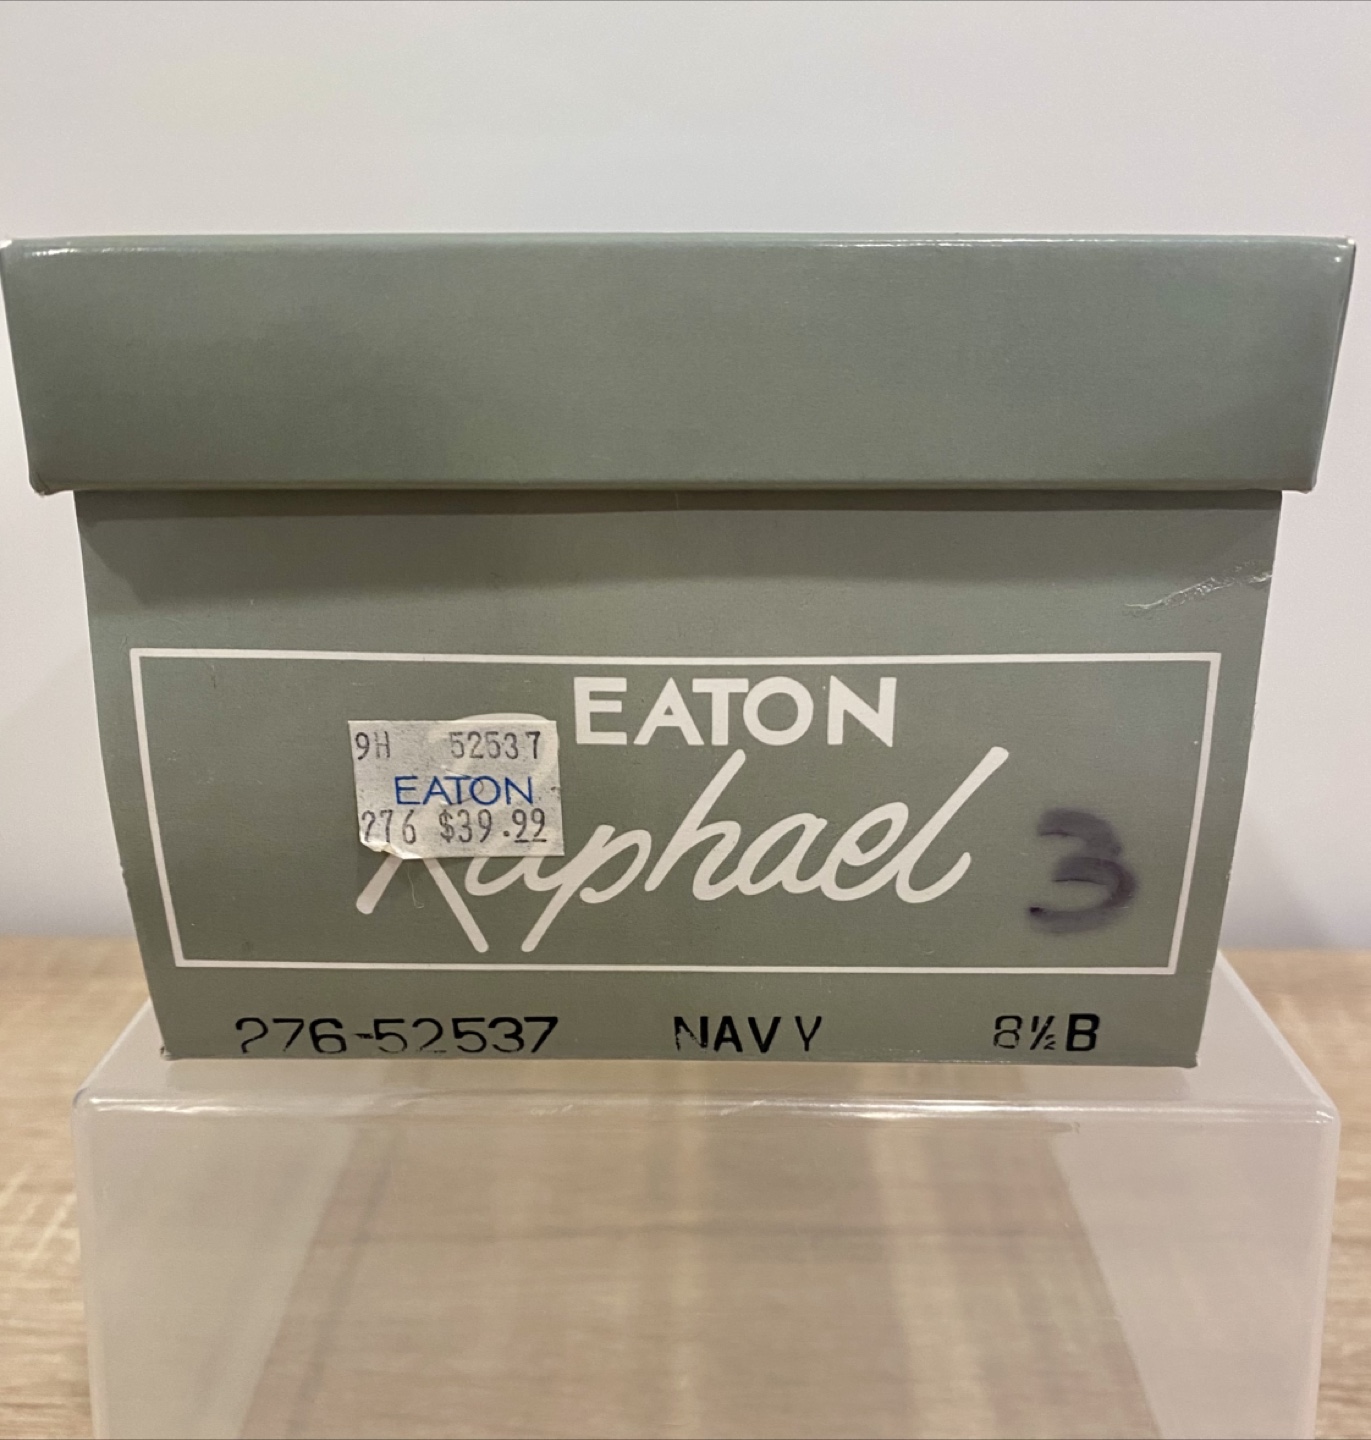 EATON
Raphael
9H 52537
EATON
276 $39.99
3
276-52537 NAVY 8½B